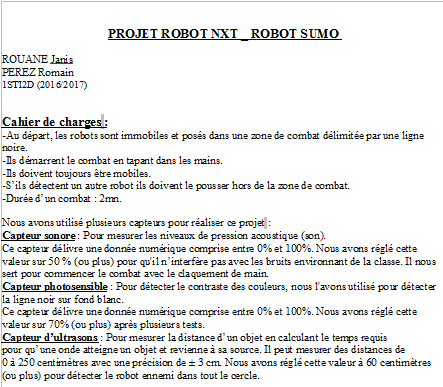 PROJET ROBOT NXT _ ROBOT SUMO
ROUANE Janis
PEREZ Romain
1STI2D (2016/2017)
Cahier de charges :
-Au départ, les robots sont immobiles et posés dans une zone de combat délimitée par une ligne
noire.
-Ils démarrent le combat en tapant dans les mains.
-Ils doivent toujours être mobiles.
-S'ils détectent un autre robot ils doivent le pousser hors de la zone de combat.
-Durée d'un combat : 2mn.
Nous avons utilisé plusieurs capteurs pour réaliser ce projet :
Capteur sonore : Pour mesurer les niveaux de pression acoustique (son).
Ce capteur délivre une donnée numérique comprise entre 0% et 100%. Nous avons réglé cette
valeur sur 50 % (ou plus) pour qu'il n'interfère pas avec les bruits environnant de la classe. Il nous
sert pour commencer le combat avec le claquement de main.
Capteur photosensible : Pour détecter le contraste des couleurs, nous l'avons utilisé pour détecter
la ligne noir sur fond blanc.
Ce capteur délivre une donnée numérique comprise entre 0% et 100%. Nous avons réglé cette
valeur sur 70% (ou plus) après plusieurs tests.
Capteur d'ultrasons : Pour mesurer la distance d'un objet en calculant le temps requis
pour qu'une onde atteigne un objet et revienne à sa source. Il peut mesurer des distances de
0 à 250 centimètres avec une précision de ± 3 cm. Nous avons réglé cette valeur à 60 centimètres
(ou plus) pour détecter le robot ennemi dans tout le cercle.